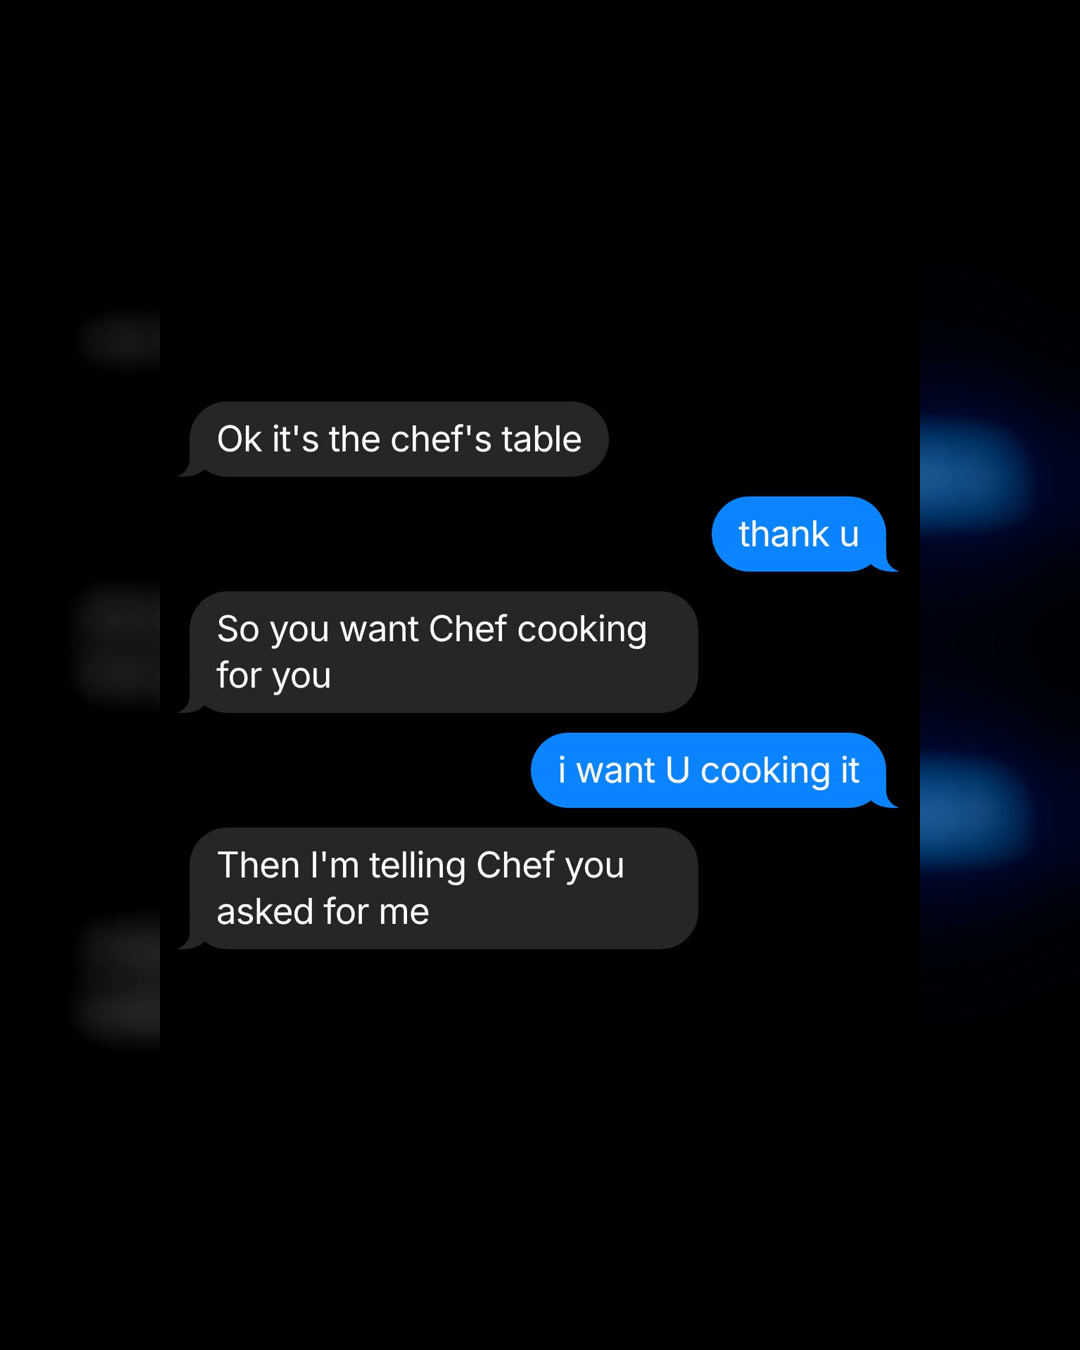 Ok it's the chef's table
thank u
So you want Chef cooking
for you
i want U cooking it
Then I'm telling Chef you
asked for me